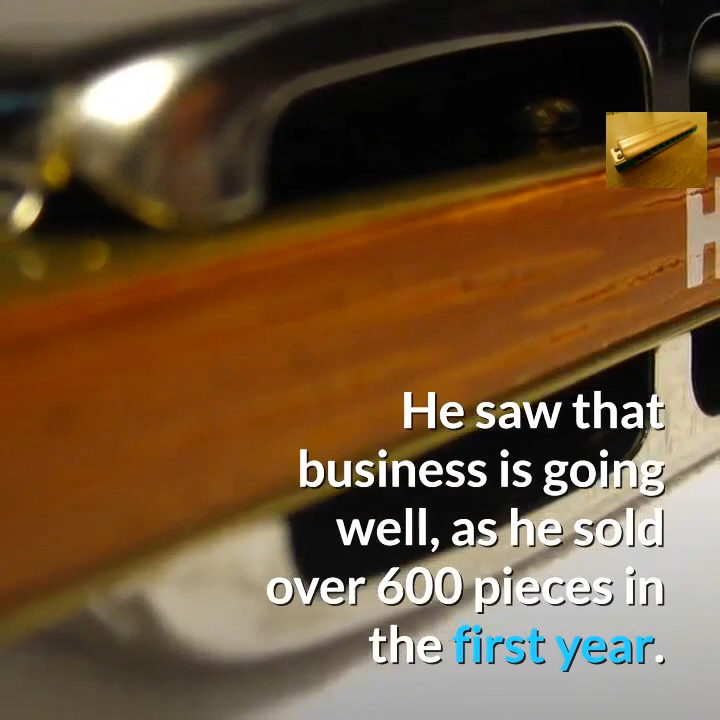 H
He saw that
business is going
well, as he sold
over 600 pieces in
the first year.